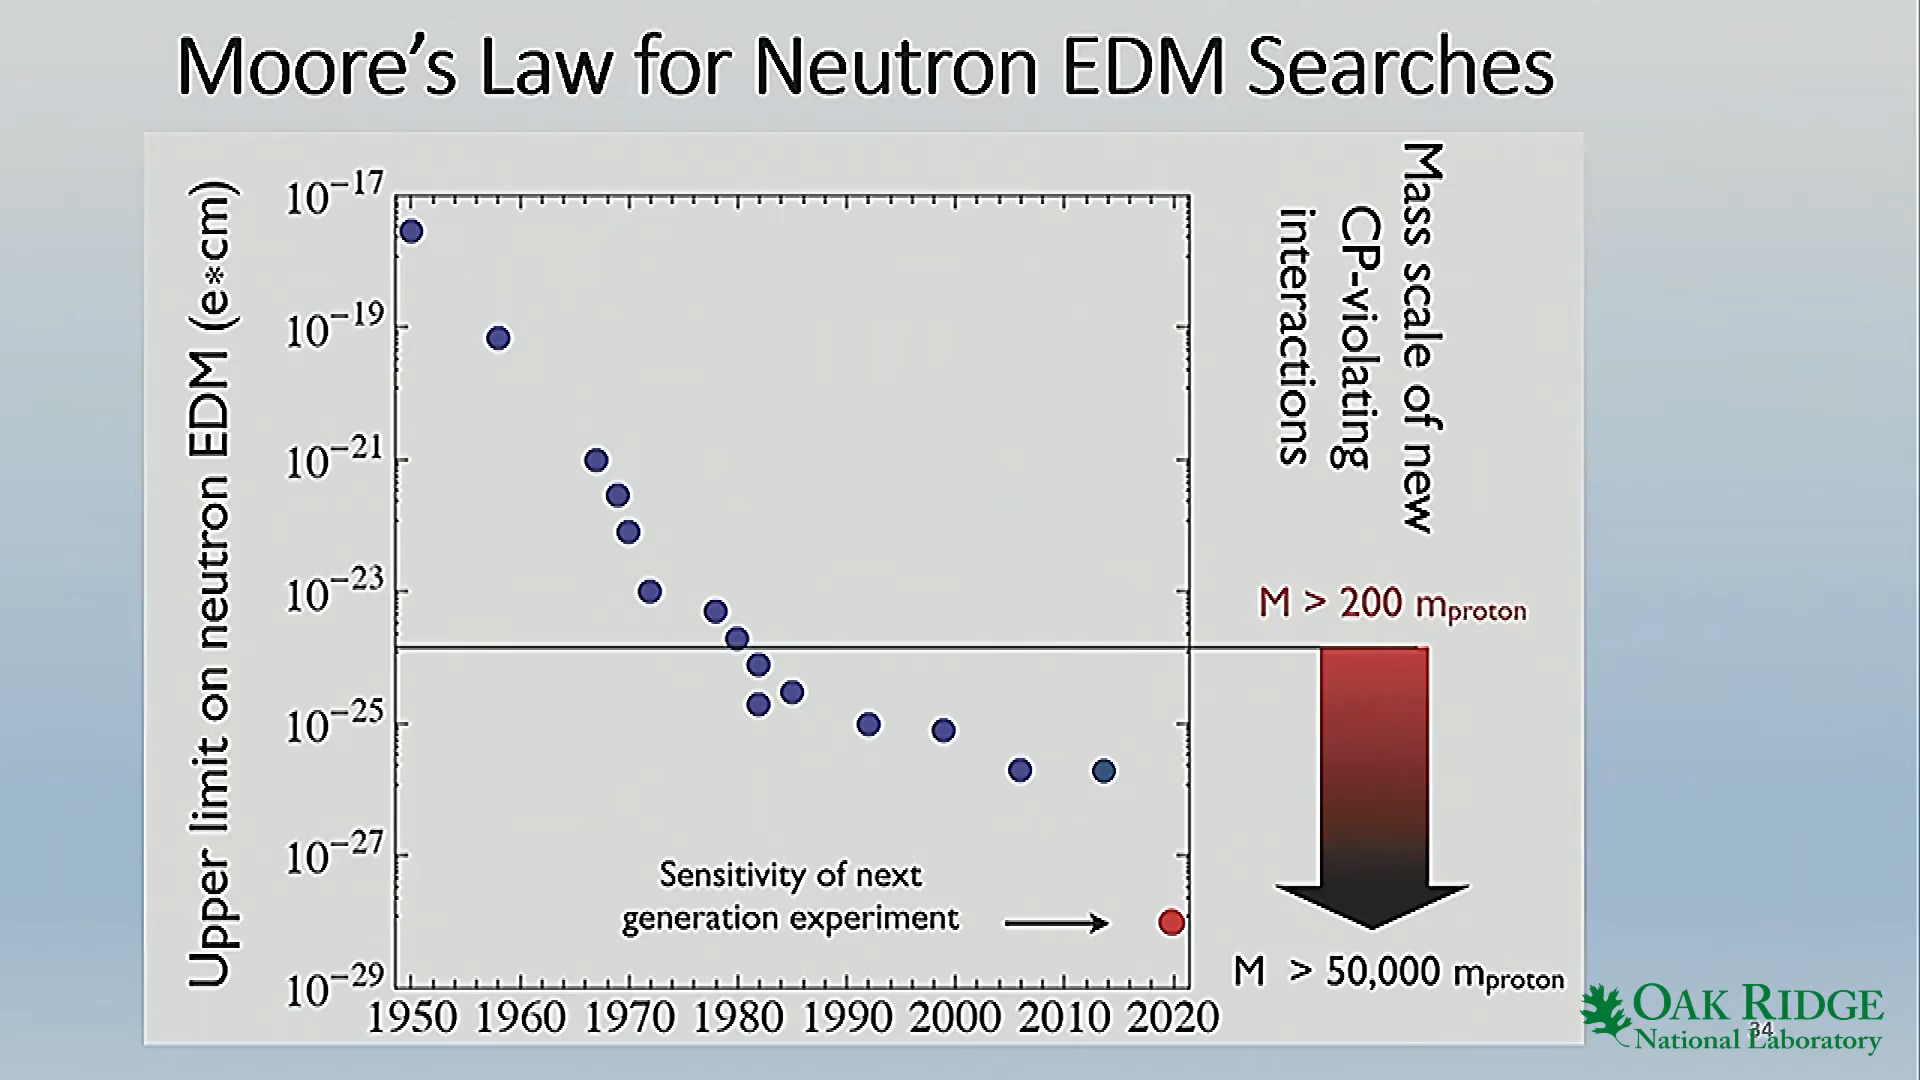 Moore's Law for Neutron EDM Searches
Upper limit on neutron EDM (e*cm)
10−17
10−19
10−21
10−23
10−25
10−27
10−29
1950 1960 1970 1980 1990 2000 2010 2020
Sensitivity of next
generation experiment
Mass scale of new
CP-violating
interactions
M > 200 mproton
M > 50,000 mproton
OAK RIDGE
National Laboratory
34